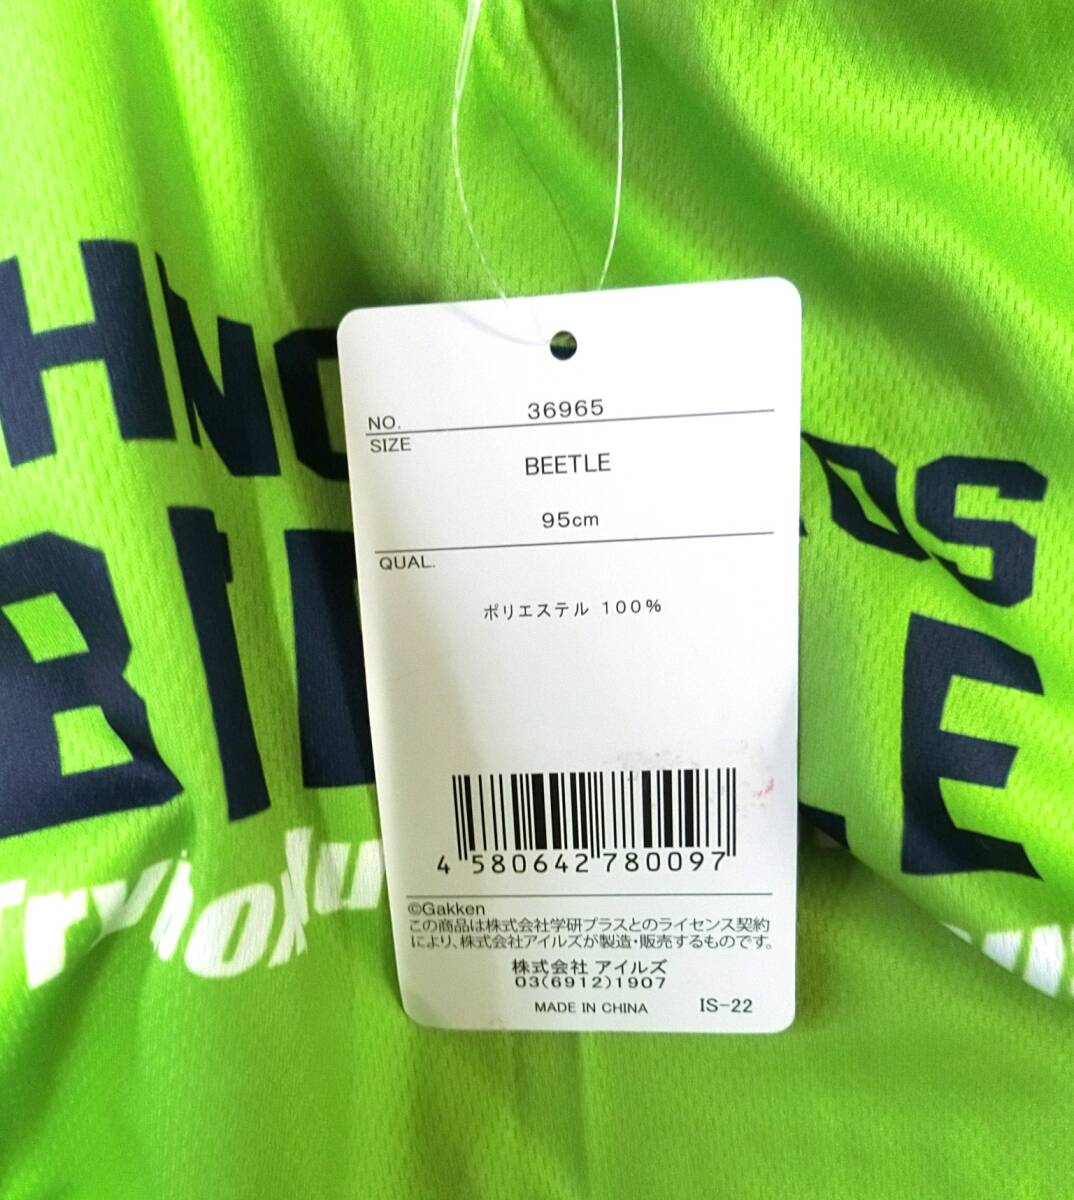 NO. 36965
SIZE
BEETLE
95cm
QUAL.
ポリエステル 100%
4 580642 780097
©Gakken
この商品は株式会社学研プラスとのライセンス契約
により、株式会社アイルズが製造・販売するものです。
株式会社 アイルズ
03(6912)1907
MADE IN CHINA IS-22